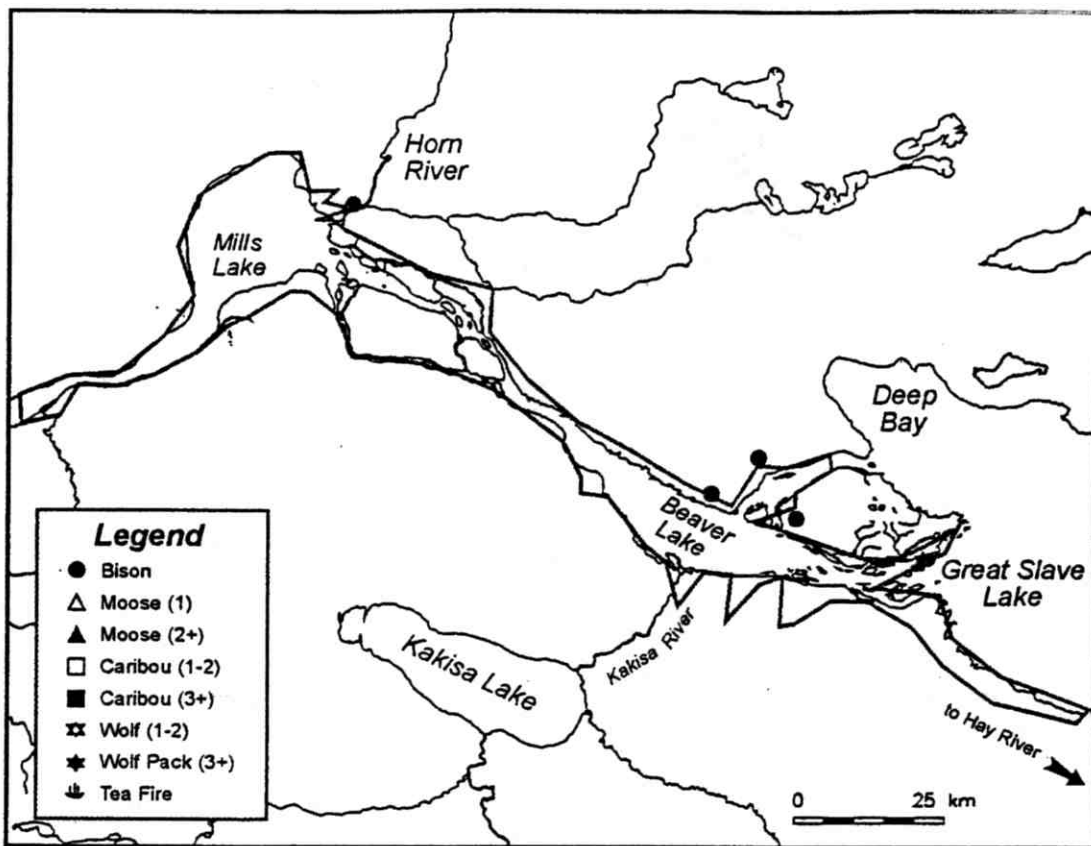 Horn
River
Mills
Lake
Deep
Bay
Beaver
Lake
Great Slave
Lake
Kakisa River
Kakisa Lake
to Hay River
Legend
Bison
Moose (1)
Moose (2+)
Caribou (1-2)
Caribou (3+)
Wolf (1-2)
Wolf Pack (3+)
Tea Fire
0 25 km